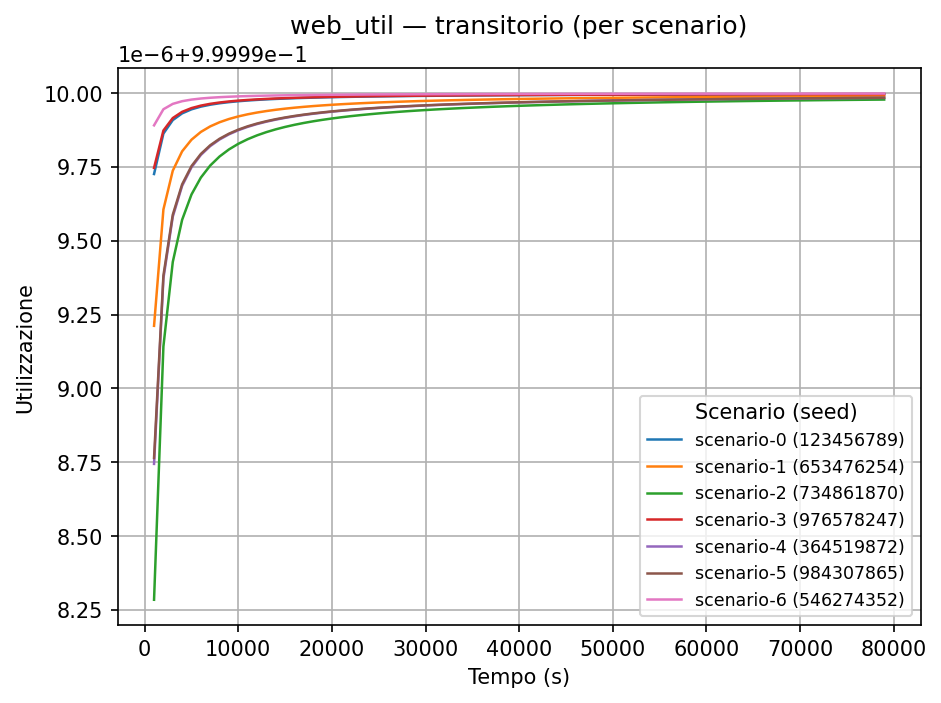 web_util — transitorio (per scenario)
1e−6+9.9999e−1
10.00
9.75
9.50
9.25
9.00
8.75
8.50
8.25
Utilizzazione
Scenario (seed)
scenario-0 (123456789)
scenario-1 (653476254)
scenario-2 (734861870)
scenario-3 (976578247)
scenario-4 (364519872)
scenario-5 (984307865)
scenario-6 (546274352)
0 10000 20000 30000 40000 50000 60000 70000 80000
Tempo (s)